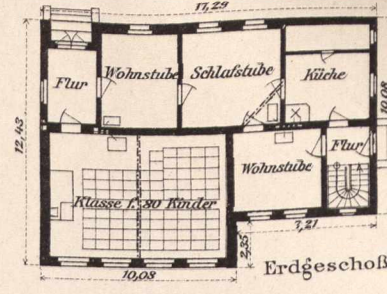 17,29
Flur
Wohnstube
Schlafstube
Küche
12,43
10,08
Klasse f. 80 Kinder
Wohnstube
Flur
7,21
2,35
10,08
Erdgeschoß